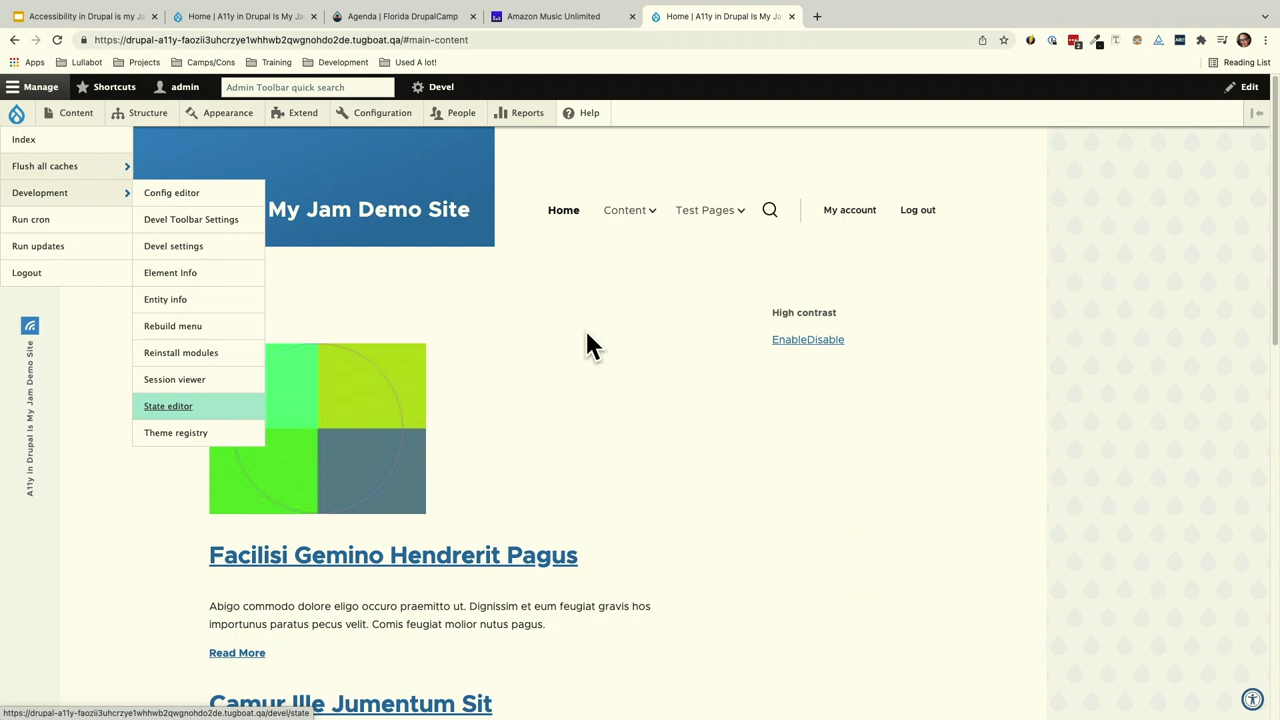 Accessibility in Drupal is my J
Home | A11y in Drupal Is My Ja
Agenda | Florida DrupalCamp
Amazon Music Unlimited
Home | A11y in Drupal Is My Ja
https://drupal-a11y-faozii3uhcrzye1whhwb2qwgnohdo2de.tugboat.qa/#main-content
Apps
Lullabot
Projects
Camps/Cons
Training
Development
Used A lot!
Reading List
Manage
Shortcuts
admin
Admin Toolbar quick search
Devel
Edit
Content
Structure
Appearance
Extend
Configuration
People
Reports
Help
Index
Flush all caches
Development
Run cron
Run updates
Logout
Config editor
Devel Toolbar Settings
Devel settings
Element Info
Entity info
Rebuild menu
Reinstall modules
Session viewer
State editor
Theme registry
My Jam Demo Site
Home
Content
Test Pages
My account
Log out
A11y in Drupal Is My Jam Demo Site
High contrast
EnableDisable
Facilisi Gemino Hendrerit Pagus
Abigo commodo dolore eligo occuro praemitto ut. Dignissim et eum feugiat gravis hos
importunus paratus pecus velit. Comis feugiat molior nutus pagus.
Read More
Camur Ille Jumentum Sit
https://drupal-a11y-faozii3uhcrzye1whhwb2qwgnohdo2de.tugboat.qa/devel/state